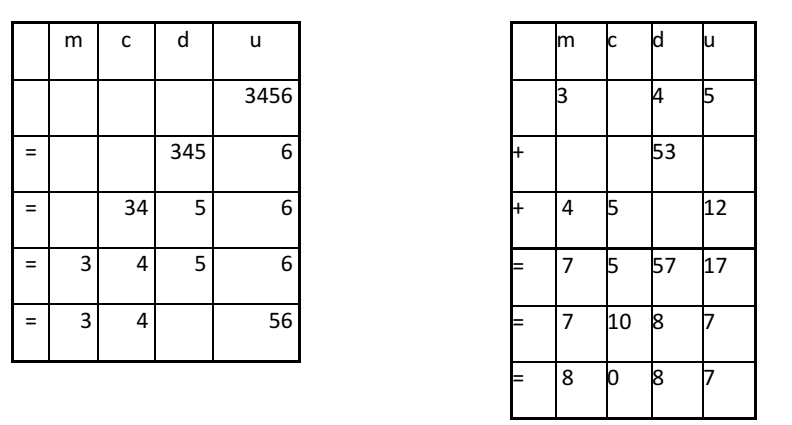 m c d u
3456
= 345 6
= 34 5 6
= 3 4 5 6
= 3 4 56
m c d u
3 4 5
+ 53
+ 4 5 12
= 7 5 57 17
= 7 10 8 7
= 8 0 8 7